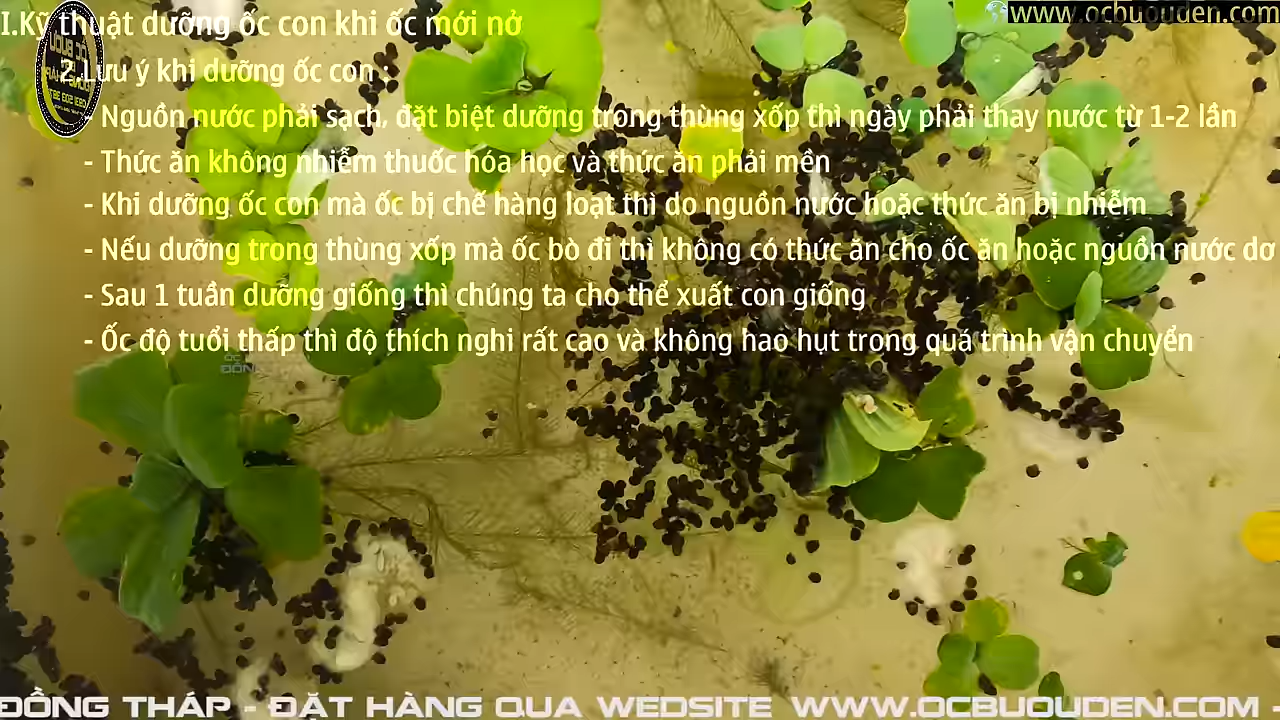 www.ocbuouden.com
I.Kỹ thuật dưỡng ốc con khi ốc mới nở
2.Lưu ý khi dưỡng ốc con :
- Nguồn nước phải sạch, đặt biệt dưỡng trong thùng xốp thì ngày phải thay nước từ 1-2 lần
- Thức ăn không nhiễm thuốc hóa học và thức ăn phải mền
- Khi dưỡng ốc con mà ốc bị chế hàng loạt thì do nguồn nước hoặc thức ăn bị nhiễm
- Nếu dưỡng trong thùng xốp mà ốc bò đi thì không có thức ăn cho ốc ăn hoặc nguồn nước dơ
- Sau 1 tuần dưỡng giống thì chúng ta cho thể xuất con giống
- Ốc độ tuổi thấp thì độ thích nghi rất cao và không hao hụt trong quá trình vận chuyển
ĐỒNG THÁP - ĐẶT HÀNG QUA WEDSITE WWW.OCBUOUDEN.COM -